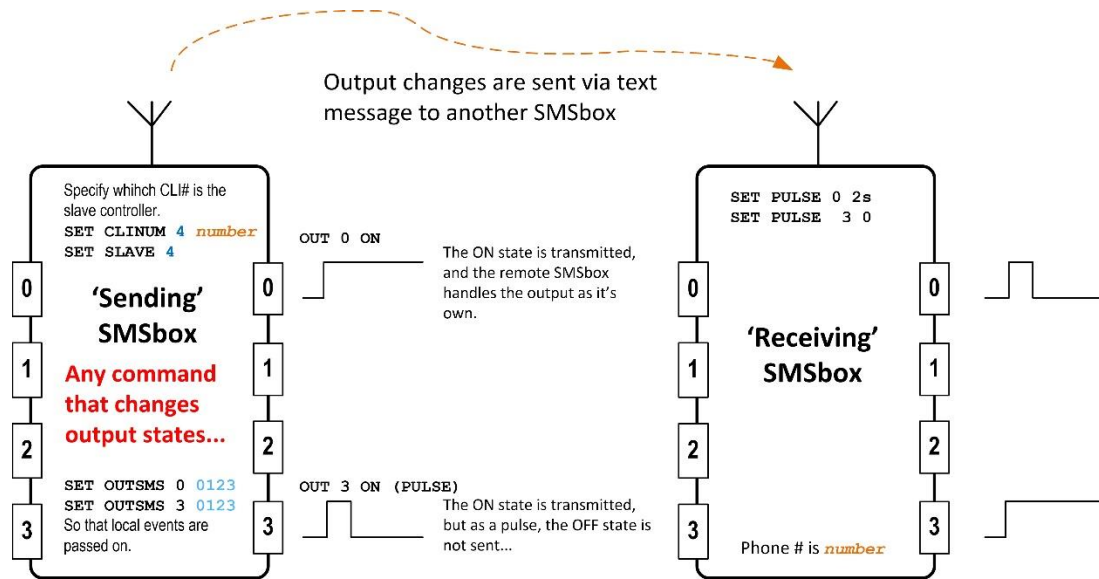 Output changes are sent via text
message to another SMSbox
Specify whihch CLI# is the
slave controller.
SET CLINUM 4 number
SET SLAVE 4
0
1
2
3
'Sending'
SMSbox
Any command
that changes
output states...
SET OUTSMS 0 0123
SET OUTSMS 3 0123
So that local events are
passed on.
0
1
2
3
OUT 0 ON
The ON state is transmitted,
and the remote SMSbox
handles the output as it's
own.
OUT 3 ON (PULSE)
The ON state is transmitted,
but as a pulse, the OFF state is
not sent...
SET PULSE 0 2s
SET PULSE 3 0
0
1
2
3
'Receiving'
SMSbox
Phone # is number
0
1
2
3